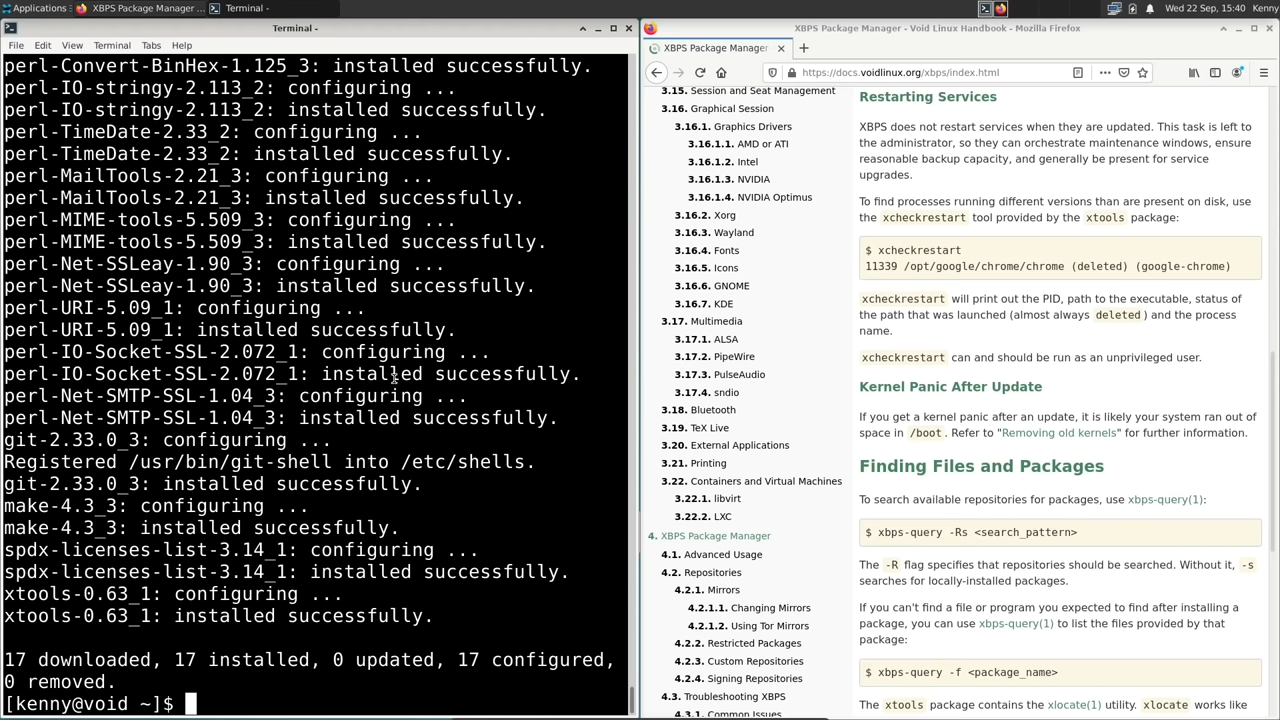 Applications
XBPS Package Manager ...
Terminal -
Wed 22 Sep, 15:40
Kenny
Terminal -
File Edit View Terminal Tabs Help
perl-Convert-BinHex-1.125_3: installed successfully.
perl-IO-stringy-2.113_2: configuring ...
perl-IO-stringy-2.113_2: installed successfully.
perl-TimeDate-2.33_2: configuring ...
perl-TimeDate-2.33_2: installed successfully.
perl-MailTools-2.21_3: configuring ...
perl-MailTools-2.21_3: installed successfully.
perl-MIME-tools-5.509_3: configuring ...
perl-MIME-tools-5.509_3: installed successfully.
perl-Net-SSLeay-1.90_3: configuring ...
perl-Net-SSLeay-1.90_3: installed successfully.
perl-URI-5.09_1: configuring ...
perl-URI-5.09_1: installed successfully.
perl-IO-Socket-SSL-2.072_1: configuring ...
perl-IO-Socket-SSL-2.072_1: installed successfully.
perl-Net-SMTP-SSL-1.04_3: configuring ...
perl-Net-SMTP-SSL-1.04_3: installed successfully.
git-2.33.0_3: configuring ...
Registered /usr/bin/git-shell into /etc/shells.
git-2.33.0_3: installed successfully.
make-4.3_3: configuring ...
make-4.3_3: installed successfully.
spdx-licenses-list-3.14_1: configuring ...
spdx-licenses-list-3.14_1: installed successfully.
xtools-0.63_1: configuring ...
xtools-0.63_1: installed successfully.
17 downloaded, 17 installed, 0 updated, 17 configured,
0 removed.
[kenny@void ~]$
XBPS Package Manager - Void Linux Handbook - Mozilla Firefox
XBPS Package Manager
https://docs.voidlinux.org/xbps/index.html
3.15. Session and Seat Management
3.16. Graphical Session
3.16.1. Graphics Drivers
3.16.1.1. AMD or ATI
3.16.1.2. Intel
3.16.1.3. NVIDIA
3.16.1.4. NVIDIA Optimus
3.16.2. Xorg
3.16.3. Wayland
3.16.4. Fonts
3.16.5. Icons
3.16.6. GNOME
3.16.7. KDE
3.17. Multimedia
3.17.1. ALSA
3.17.2. PipeWire
3.17.3. PulseAudio
3.17.4. sndio
3.18. Bluetooth
3.19. TeX Live
3.20. External Applications
3.21. Printing
3.22. Containers and Virtual Machines
3.22.1. libvirt
3.22.2. LXC
4. XBPS Package Manager
4.1. Advanced Usage
4.2. Repositories
4.2.1. Mirrors
4.2.1.1. Changing Mirrors
4.2.1.2. Using Tor Mirrors
4.2.2. Restricted Packages
4.2.3. Custom Repositories
4.2.4. Signing Repositories
4.3. Troubleshooting XBPS
4.3.1. Common Issues
Restarting Services
XBPS does not restart services when they are updated. This task is left to
the administrator, so they can orchestrate maintenance windows, ensure
reasonable backup capacity, and generally be present for service
upgrades.
To find processes running different versions than are present on disk, use
the xcheckrestart tool provided by the xtools package:
$ xcheckrestart
11339 /opt/google/chrome/chrome (deleted) (google-chrome)
xcheckrestart will print out the PID, path to the executable, status of
the path that was launched (almost always deleted) and the process
name.
xcheckrestart can and should be run as an unprivileged user.
Kernel Panic After Update
If you get a kernel panic after an update, it is likely your system ran out of
space in /boot. Refer to "Removing old kernels" for further information.
Finding Files and Packages
To search available repositories for packages, use xbps-query(1):
$ xbps-query -Rs <search_pattern>
The -R flag specifies that repositories should be searched. Without it, -s
searches for locally-installed packages.
If you can't find a file or program you expected to find after installing a
package, you can use xbps-query(1) to list the files provided by that
package:
$ xbps-query -f <package_name>
The xtools package contains the xlocate(1) utility. xlocate works like